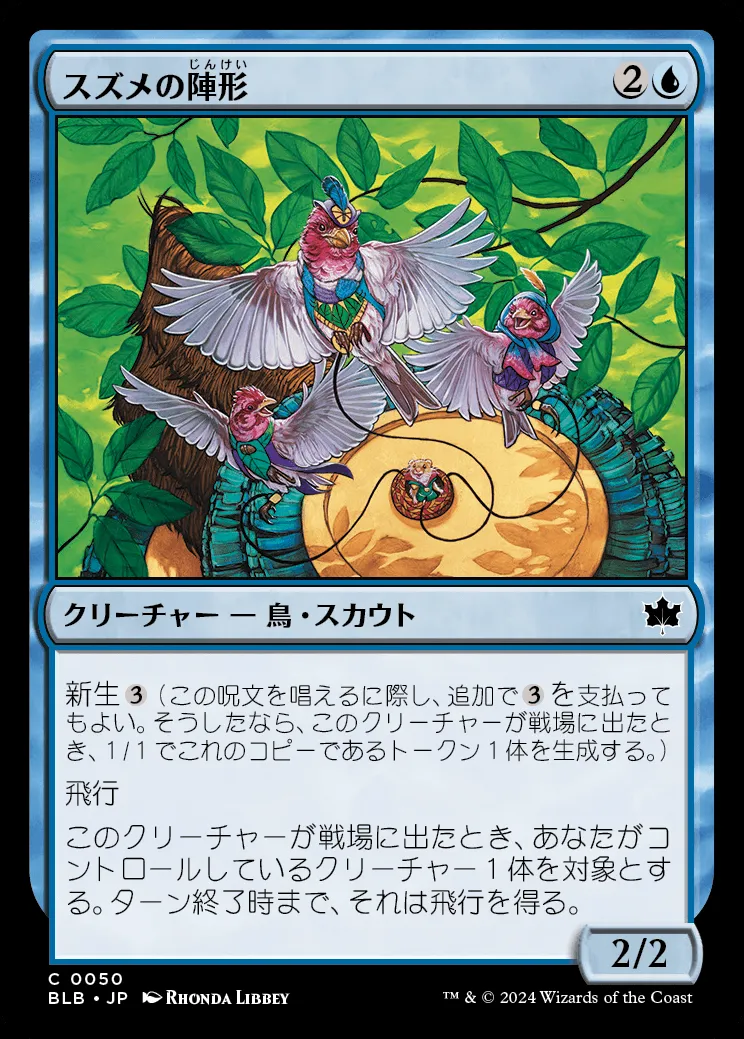 じんけい
スズメの陣形 2
クリーチャー — 鳥・スカウト
新生3（この呪文を唱えるに際し、追加で3を支払って
もよい。そうしたなら、このクリーチャーが戦場に出たと
き、1/1でこれのコピーであるトークン1体を生成する。）
飛行
このクリーチャーが戦場に出たとき、あなたがコ
ントロールしているクリーチャー1体を対象とす
る。ターン終了時まで、それは飛行を得る。
2/2
C 0050
BLB • JP Rhonda Libbey
™ & © 2024 Wizards of the Coast